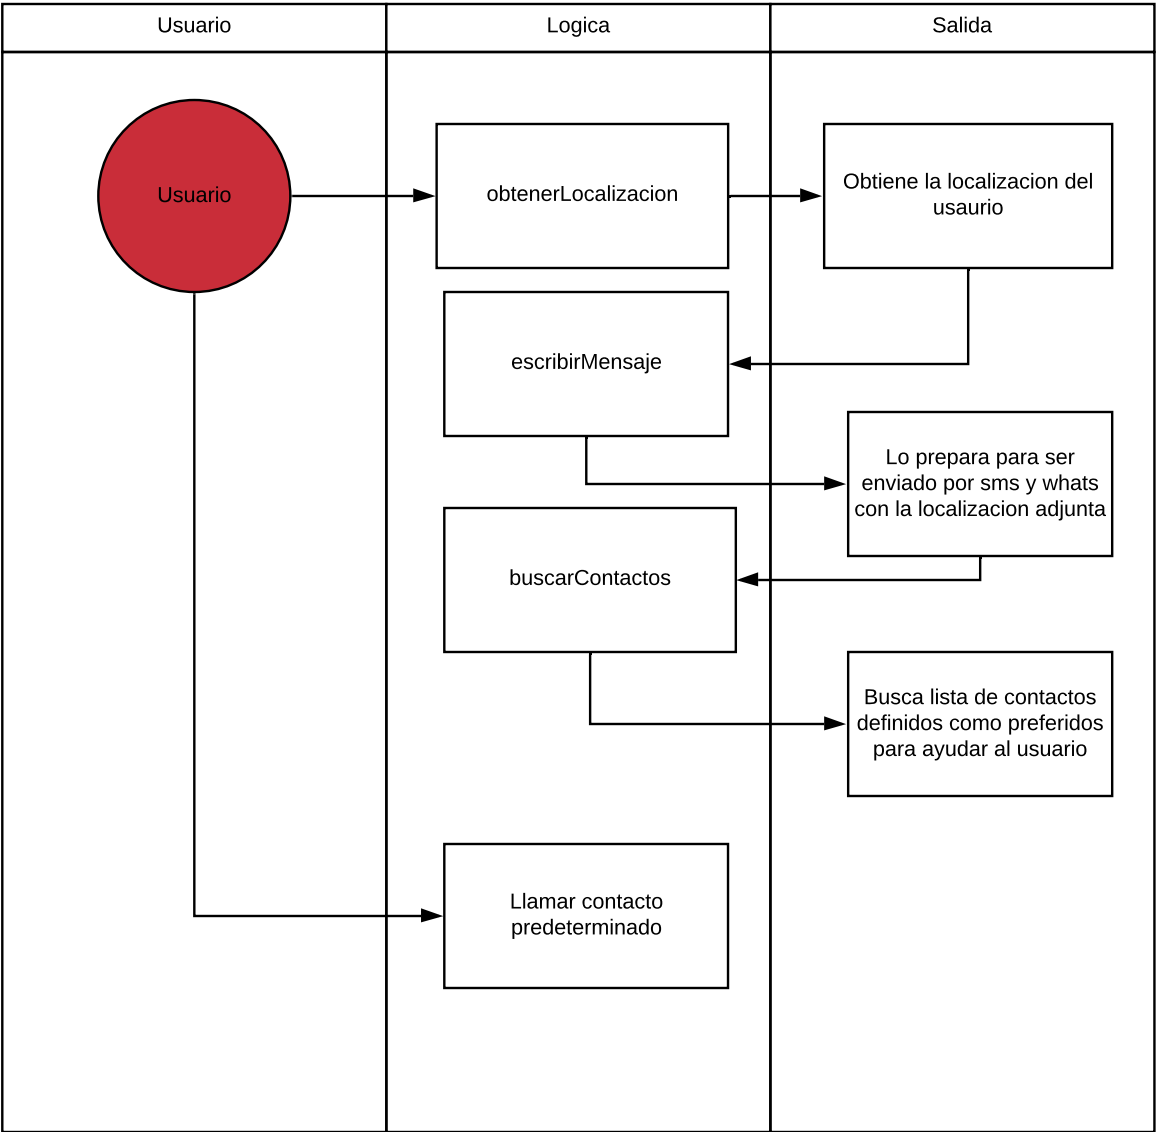 Usuario
Logica
Salida
Usuario
obtenerLocalizacion
Obtiene la localizacion del
usaurio
escribirMensaje
Lo prepara para ser
enviado por sms y whats
con la localizacion adjunta
buscarContactos
Busca lista de contactos
definidos como preferidos
para ayudar al usuario
Llamar contacto
predeterminado